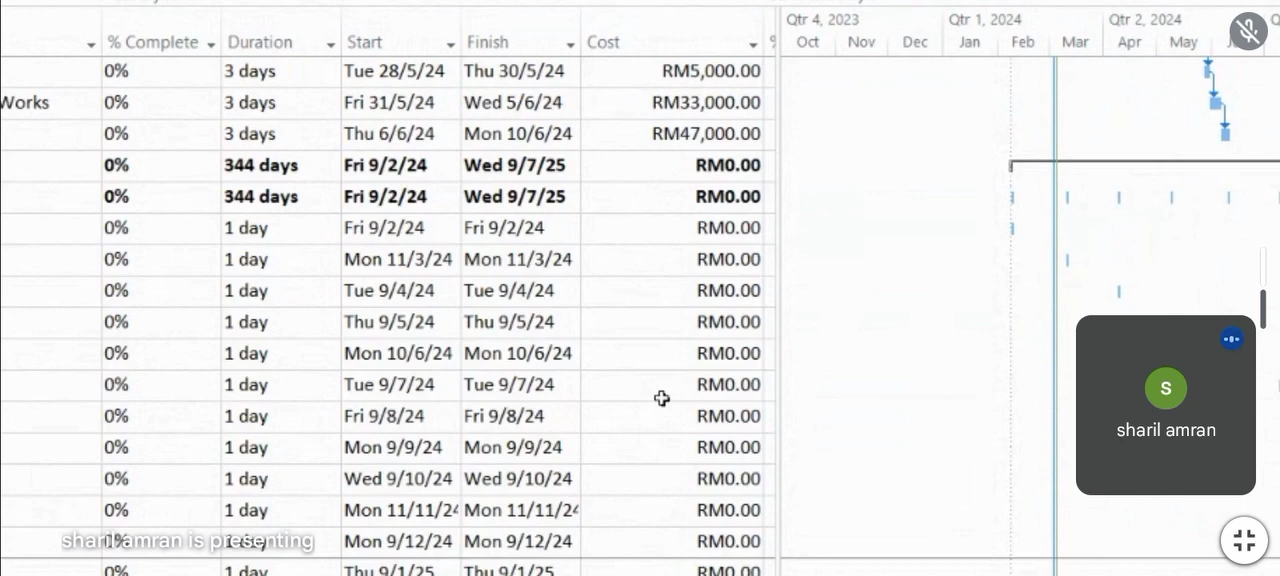 Qtr 4, 2023 Qtr 1, 2024 Qtr 2, 2024 Q
% Complete Duration Start Finish Cost % Oct Nov Dec Jan Feb Mar Apr May
0% 3 days Tue 28/5/24 Thu 30/5/24 RM5,000.00
Works 0% 3 days Fri 31/5/24 Wed 5/6/24 RM33,000.00
0% 3 days Thu 6/6/24 Mon 10/6/24 RM47,000.00
0% 344 days Fri 9/2/24 Wed 9/7/25 RM0.00
0% 344 days Fri 9/2/24 Wed 9/7/25 RM0.00
0% 1 day Fri 9/2/24 Fri 9/2/24 RM0.00
0% 1 day Mon 11/3/24 Mon 11/3/24 RM0.00
0% 1 day Tue 9/4/24 Tue 9/4/24 RM0.00
0% 1 day Thu 9/5/24 Thu 9/5/24 RM0.00
0% 1 day Mon 10/6/24 Mon 10/6/24 RM0.00
0% 1 day Tue 9/7/24 Tue 9/7/24 RM0.00
0% 1 day Fri 9/8/24 Fri 9/8/24 RM0.00
0% 1 day Mon 9/9/24 Mon 9/9/24 RM0.00
0% 1 day Wed 9/10/24 Wed 9/10/24 RM0.00
0% 1 day Mon 11/11/24 Mon 11/11/24 RM0.00
0% 1 day Mon 9/12/24 Mon 9/12/24 RM0.00
0% 1 day Thu 9/1/25 Thu 9/1/25 RM0.00
S
sharil amran
sharil amran is presenting